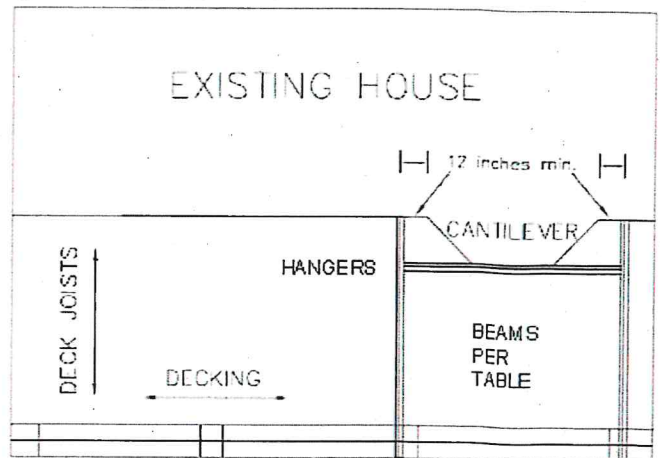 EXISTING HOUSE
12 inches min.
CANTILEVER
HANGERS
DECK JOISTS
DECKING
BEAMS
PER
TABLE